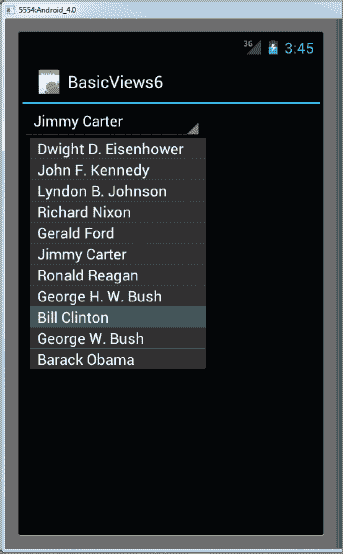 5554:Android_4.0
3G 3:45
BasicViews6
Jimmy Carter
Dwight D. Eisenhower
John F. Kennedy
Lyndon B. Johnson
Richard Nixon
Gerald Ford
Jimmy Carter
Ronald Reagan
George H. W. Bush
Bill Clinton
George W. Bush
Barack Obama